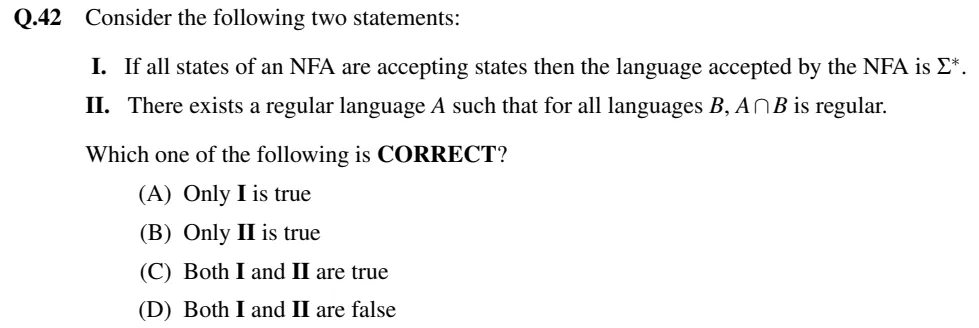 Q.42 Consider the following two statements:
I. If all states of an NFA are accepting states then the language accepted by the NFA is Σ*.
II. There exists a regular language A such that for all languages B, A∩B is regular.
Which one of the following is CORRECT?
(A) Only I is true
(B) Only II is true
(C) Both I and II are true
(D) Both I and II are false